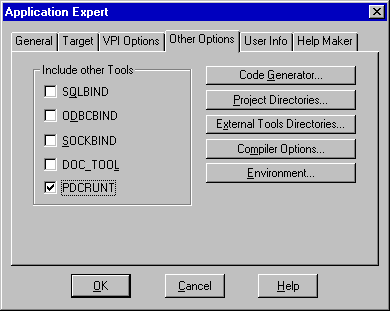 Application Expert
General Target VPI Options Other Options User Info Help Maker
Include other Tools
SQLBIND
ODBCBIND
SOCKBIND
DOC_TOOL
PDCRUNT
Code Generator...
Project Directories...
External Tools Directories...
Compiler Options...
Environment...
OK Cancel Help